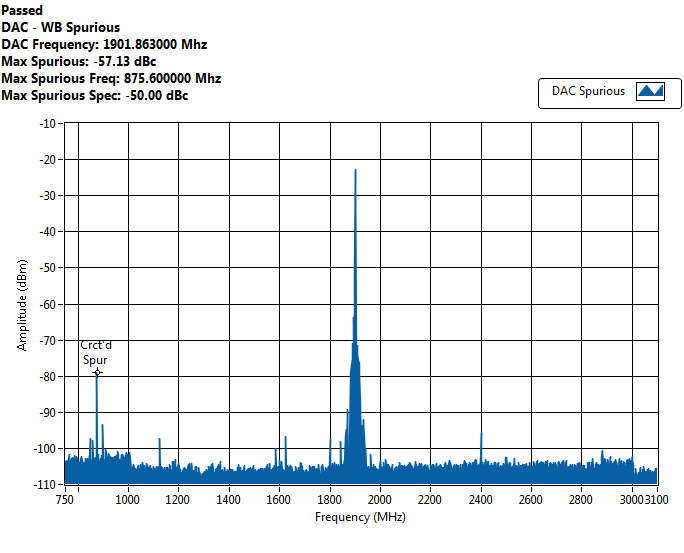 Passed
DAC - WB Spurious
DAC Frequency: 1901.863000 Mhz
Max Spurious: -57.13 dBc
Max Spurious Freq: 875.600000 Mhz
Max Spurious Spec: -50.00 dBc
DAC Spurious
-10
-20
-30
-40
-50
-60
-70
-80
-90
-100
-110
Amplitude (dBm)
Crct'd
Spur
750 1000 1200 1400 1600 1800 2000 2200 2400 2600 2800 3000 3100
Frequency (MHz)